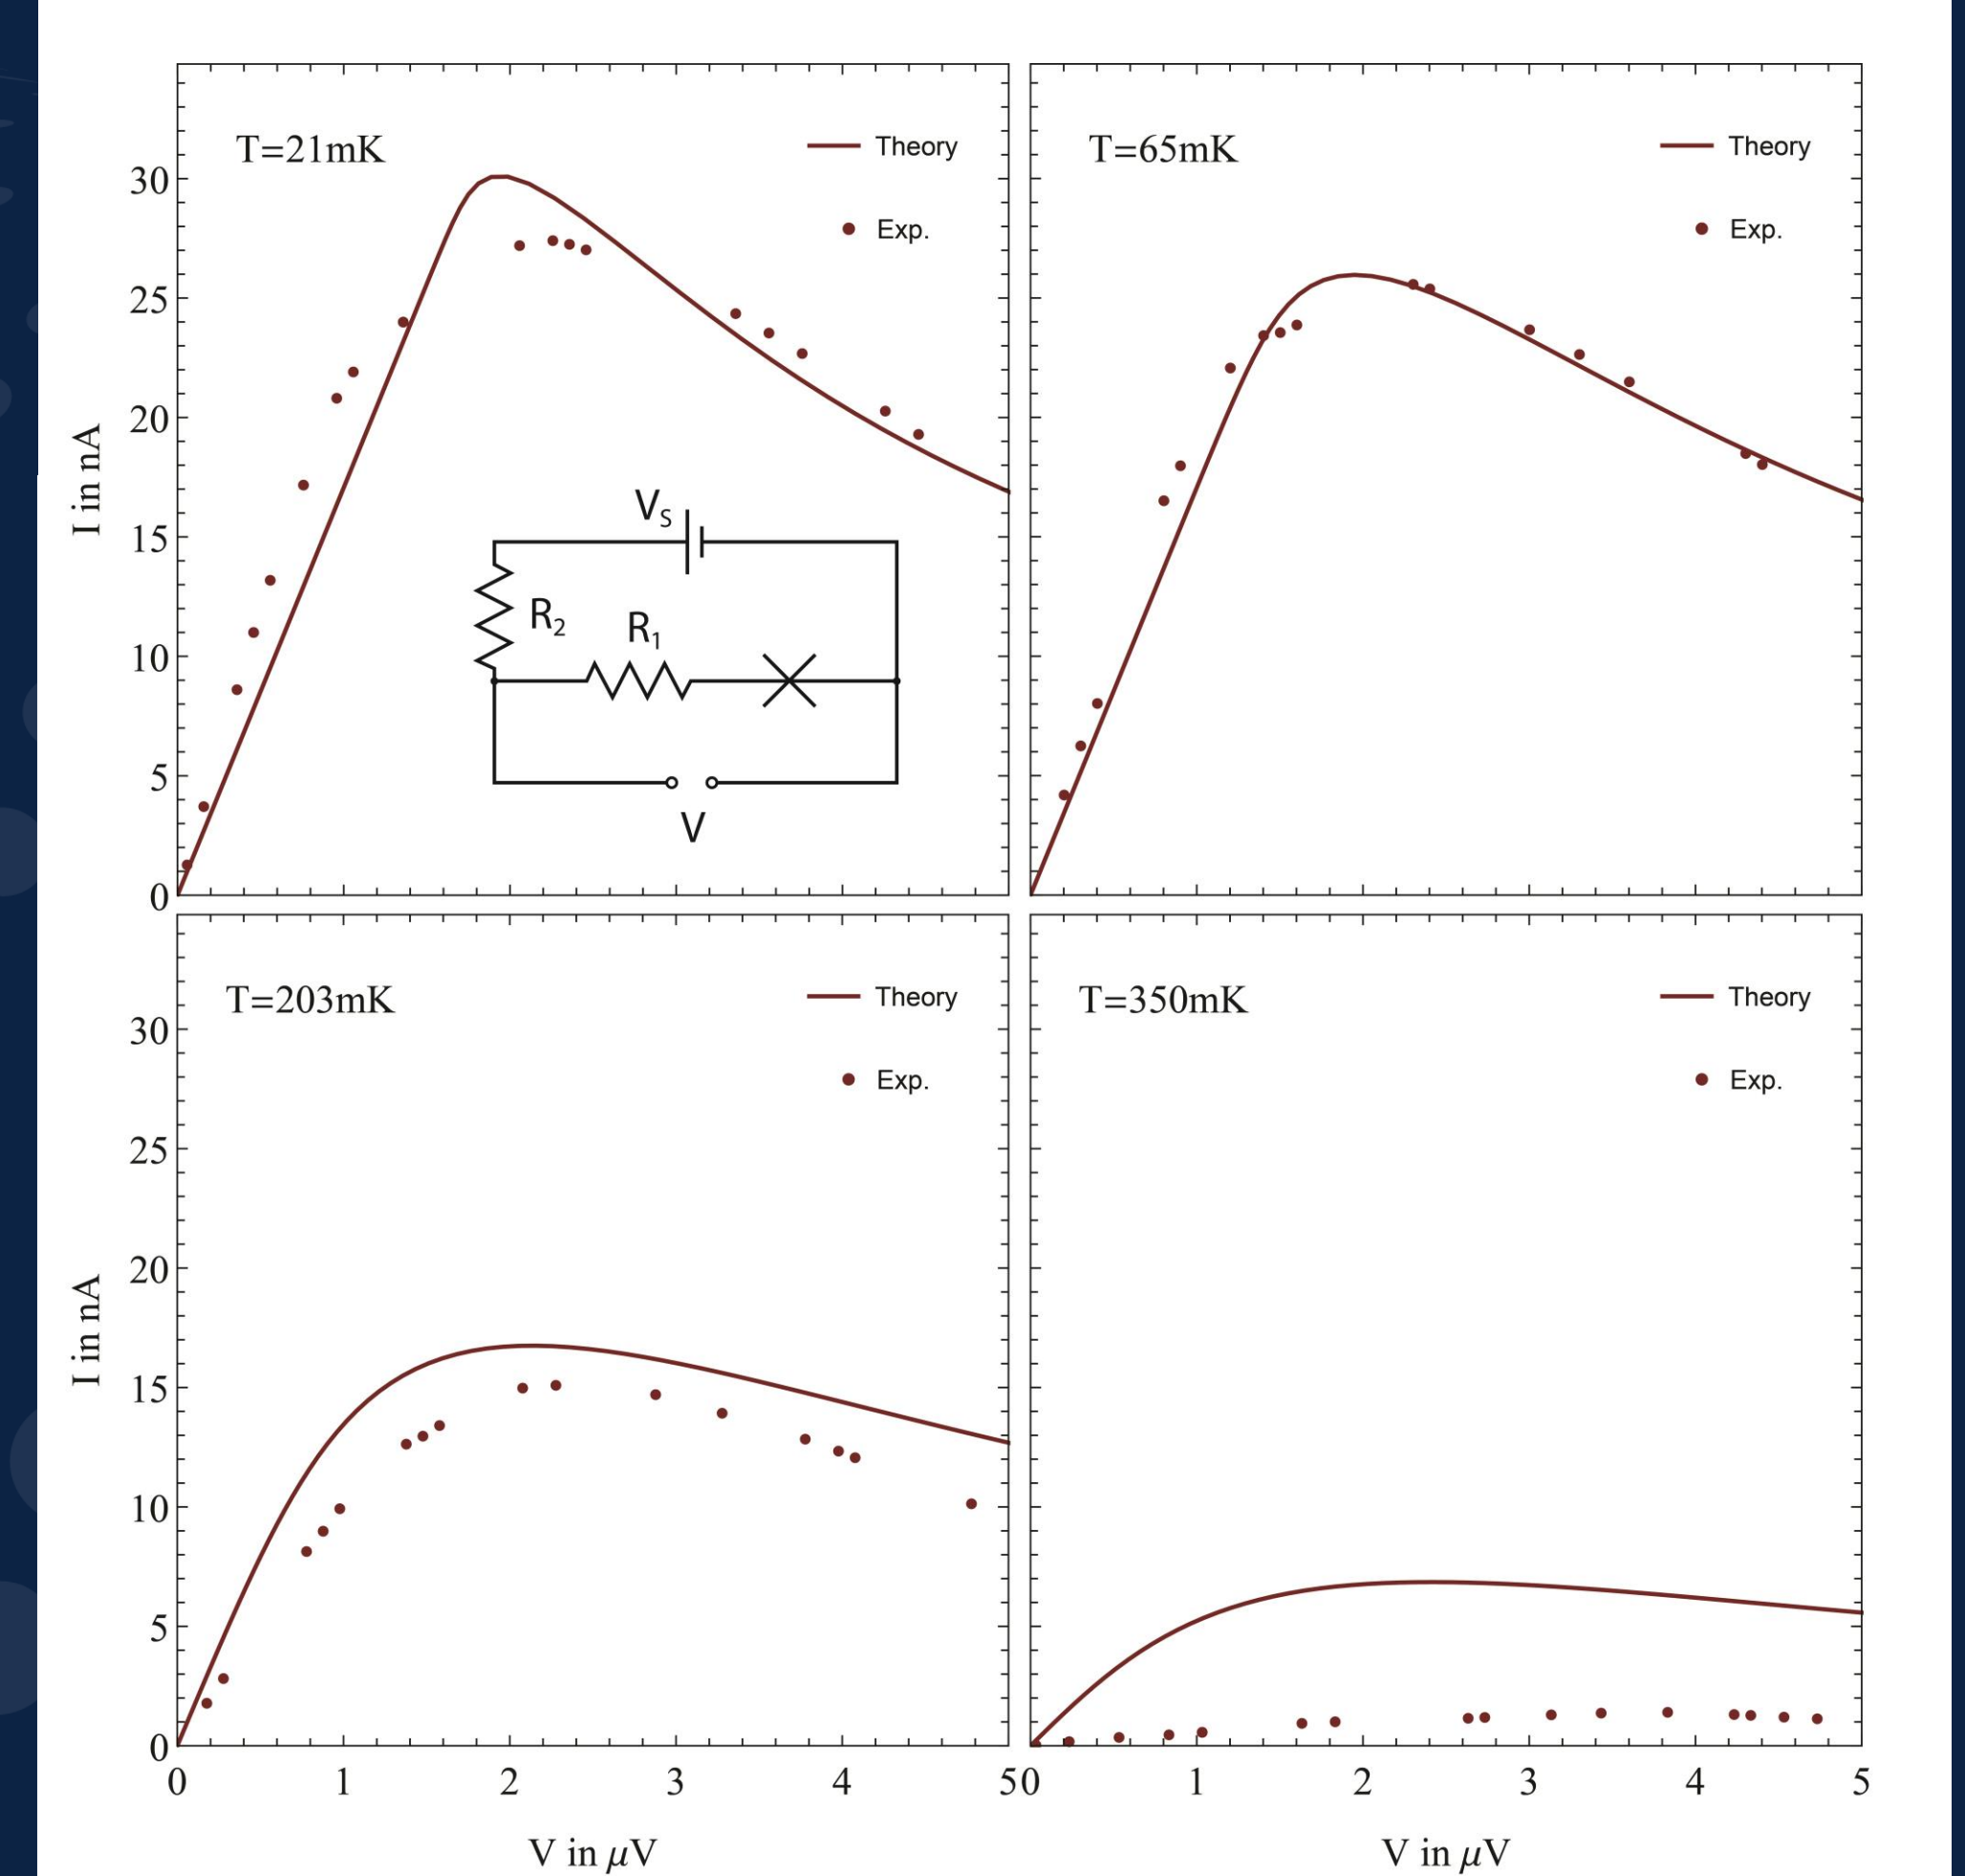 T=21mK
Theory
Exp.
30
25
20
15
10
5
0
I in nA
V_S
R_2
R_1
V
T=65mK
Theory
Exp.
T=203mK
Theory
Exp.
30
25
20
15
10
5
0
I in nA
0 1 2 3 4 5
V in μV
T=350mK
Theory
Exp.
0 1 2 3 4 5
V in μV